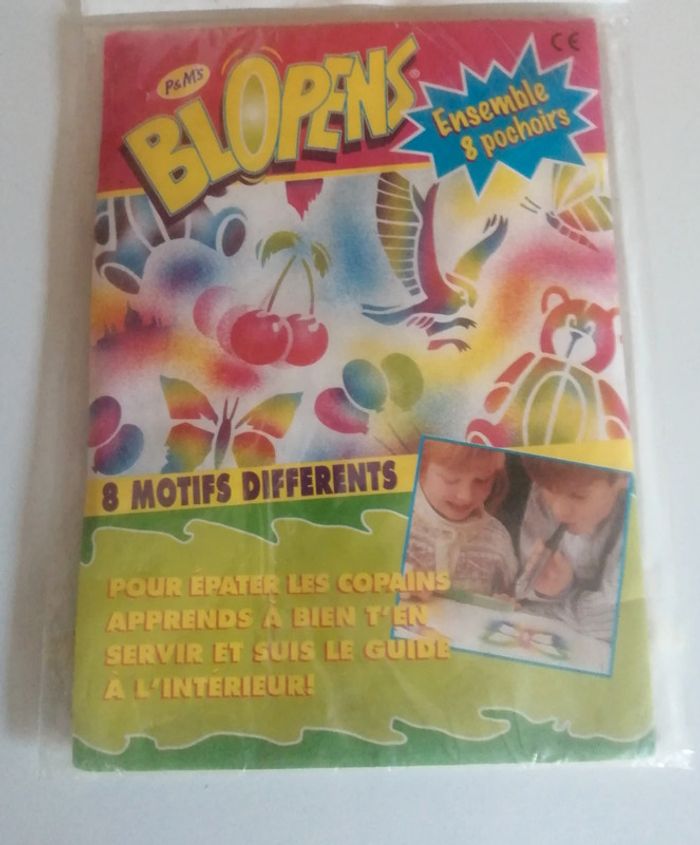 P&M's
BLOPENS®
CE
Ensemble
8 pochoirs
8 MOTIFS DIFFERENTS
POUR EPATER LES COPAINS
APPRENDS À BIEN T'EN
SERVIR ET SUIS LE GUIDE
À L'INTÉRIEUR!